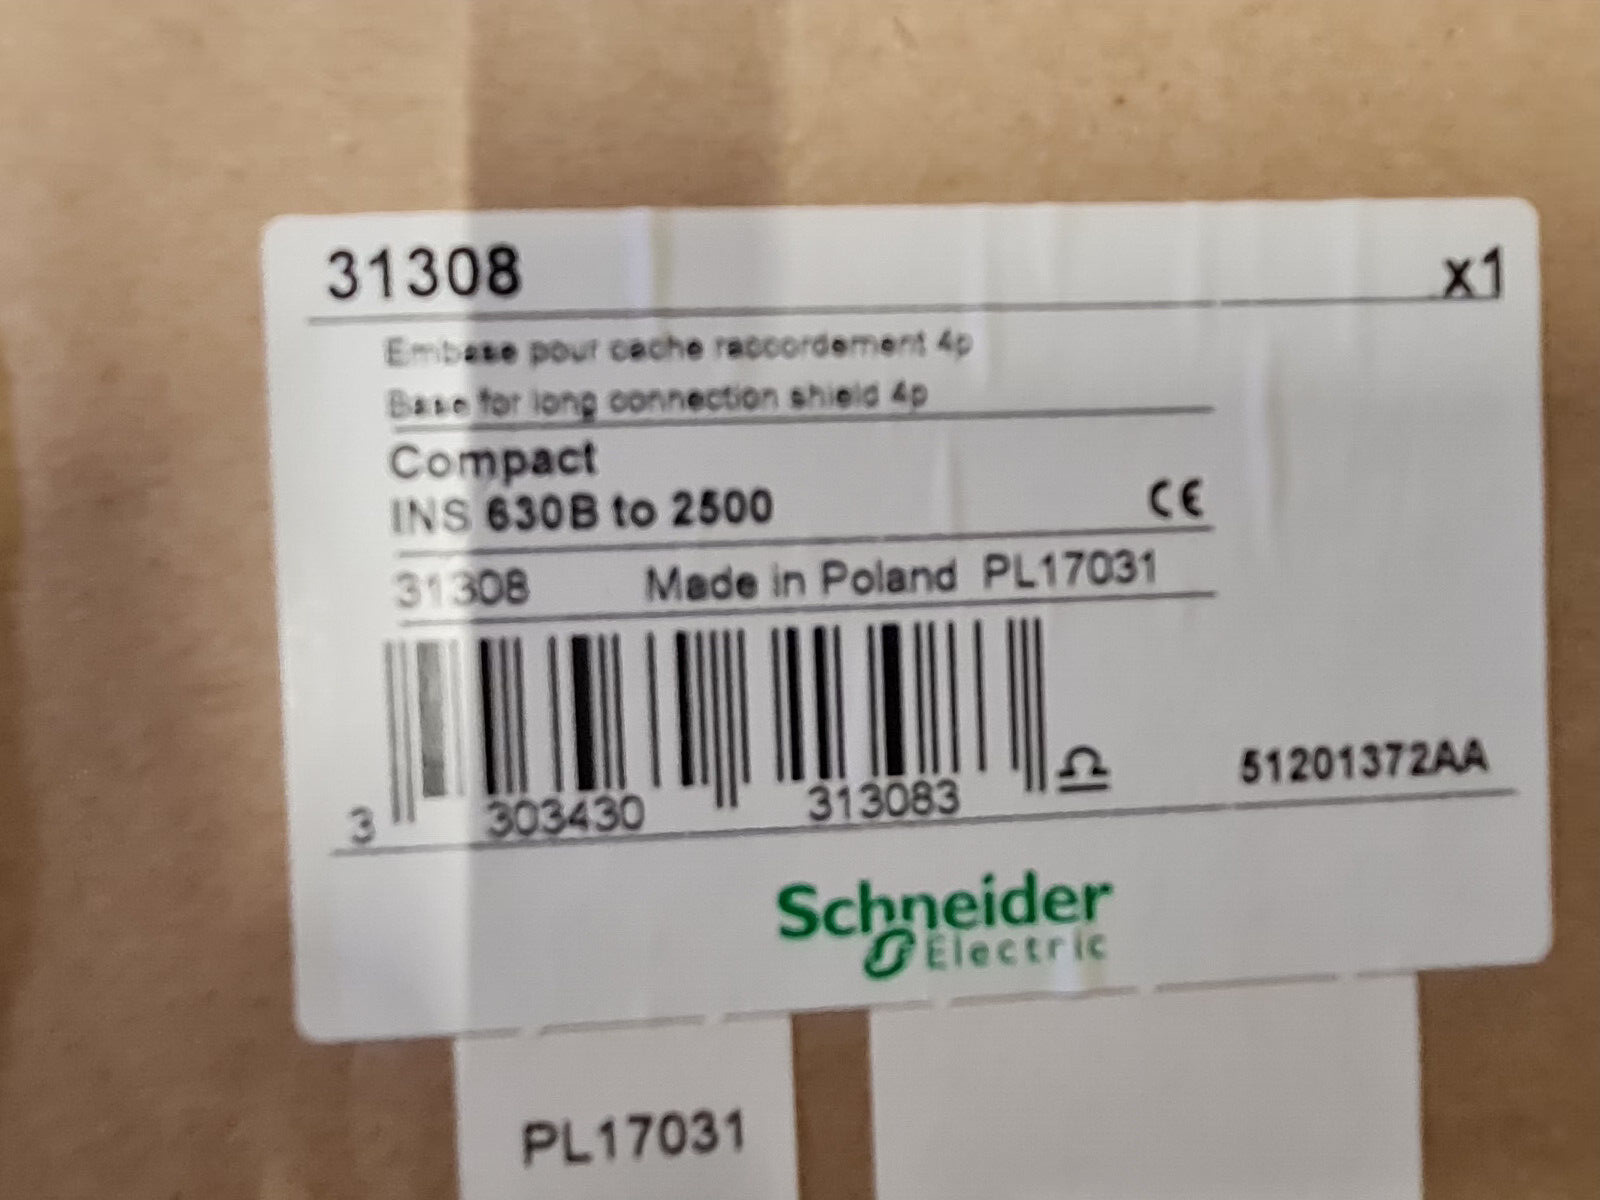 31308 x1
Embase pour cache raccordement 4p
Base for long connection shield 4p
Compact
INS 630B to 2500 CE
31308 Made in Poland PL17031
3 303430 313083
51201372AA
Schneider
Electric
PL17031